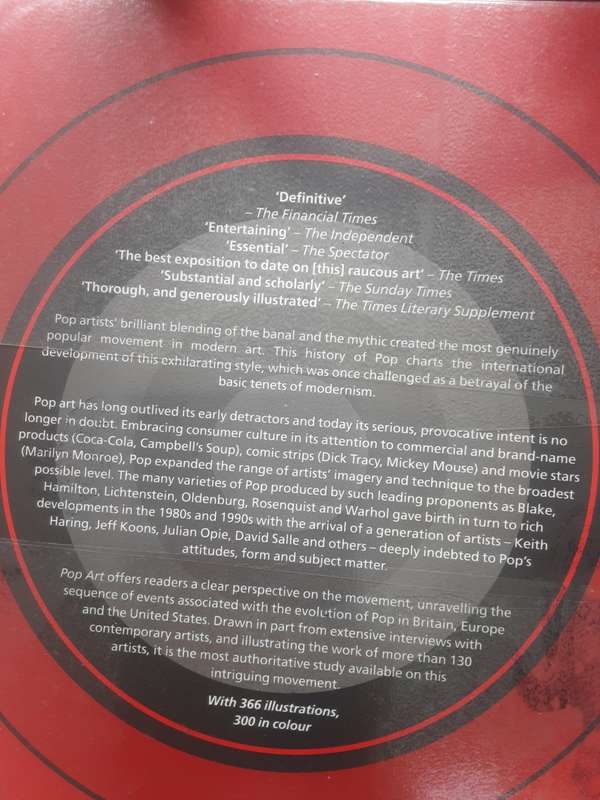 ‘Definitive’
– The Financial Times
‘Entertaining’ – The Independent
‘Essential’ – The Spectator
‘The best exposition to date on [this] raucous art’ – The Times
‘Substantial and scholarly’ – The Sunday Times
‘Thorough, and generously illustrated’ – The Times Literary Supplement
Pop artists’ brilliant blending of the banal and the mythic created the most genuinely
popular movement in modern art. This history of Pop charts the international
development of this exhilarating style, which was once challenged as a betrayal of the
basic tenets of modernism.
Pop art has long outlived its early detractors and today its serious, provocative intent is no
longer in doubt. Embracing consumer culture in its attention to commercial and brand-name
products (Coca-Cola, Campbell’s Soup), comic strips (Dick Tracy, Mickey Mouse) and movie stars
(Marilyn Monroe), Pop expanded the range of artists’ imagery and technique to the broadest
possible level. The many varieties of Pop produced by such leading proponents as Blake,
Hamilton, Lichtenstein, Oldenburg, Rosenquist and Warhol gave birth in turn to rich
developments in the 1980s and 1990s with the arrival of a generation of artists – Keith
Haring, Jeff Koons, Julian Opie, David Salle and others – deeply indebted to Pop’s
attitudes, form and subject matter.
Pop Art offers readers a clear perspective on the movement, unravelling the
sequence of events associated with the evolution of Pop in Britain, Europe
and the United States. Drawn in part from extensive interviews with
contemporary artists, and illustrating the work of more than 130
artists, it is the most authoritative study available on this
intriguing movement.
With 366 illustrations,
300 in colour